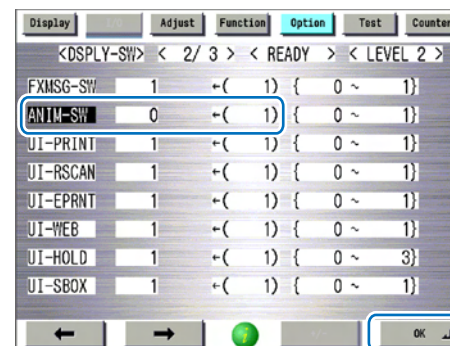 Display Adjust Function Option Test Counter
<DSPLY-SW> < 2/ 3 > < READY > < LEVEL 2 >
FXMSG-SW 1 ←( 1) { 0 ~ 1}
ANIM-SW 0 ←( 1) { 0 ~ 1}
UI-PRINT 1 ←( 1) { 0 ~ 1}
UI-RSCAN 1 ←( 1) { 0 ~ 1}
UI-EPRNT 1 ←( 1) { 0 ~ 1}
UI-WEB 1 ←( 1) { 0 ~ 1}
UI-HOLD 1 ←( 1) { 0 ~ 3}
UI-SBOX 1 ←( 1) { 0 ~ 1}
← → i OK